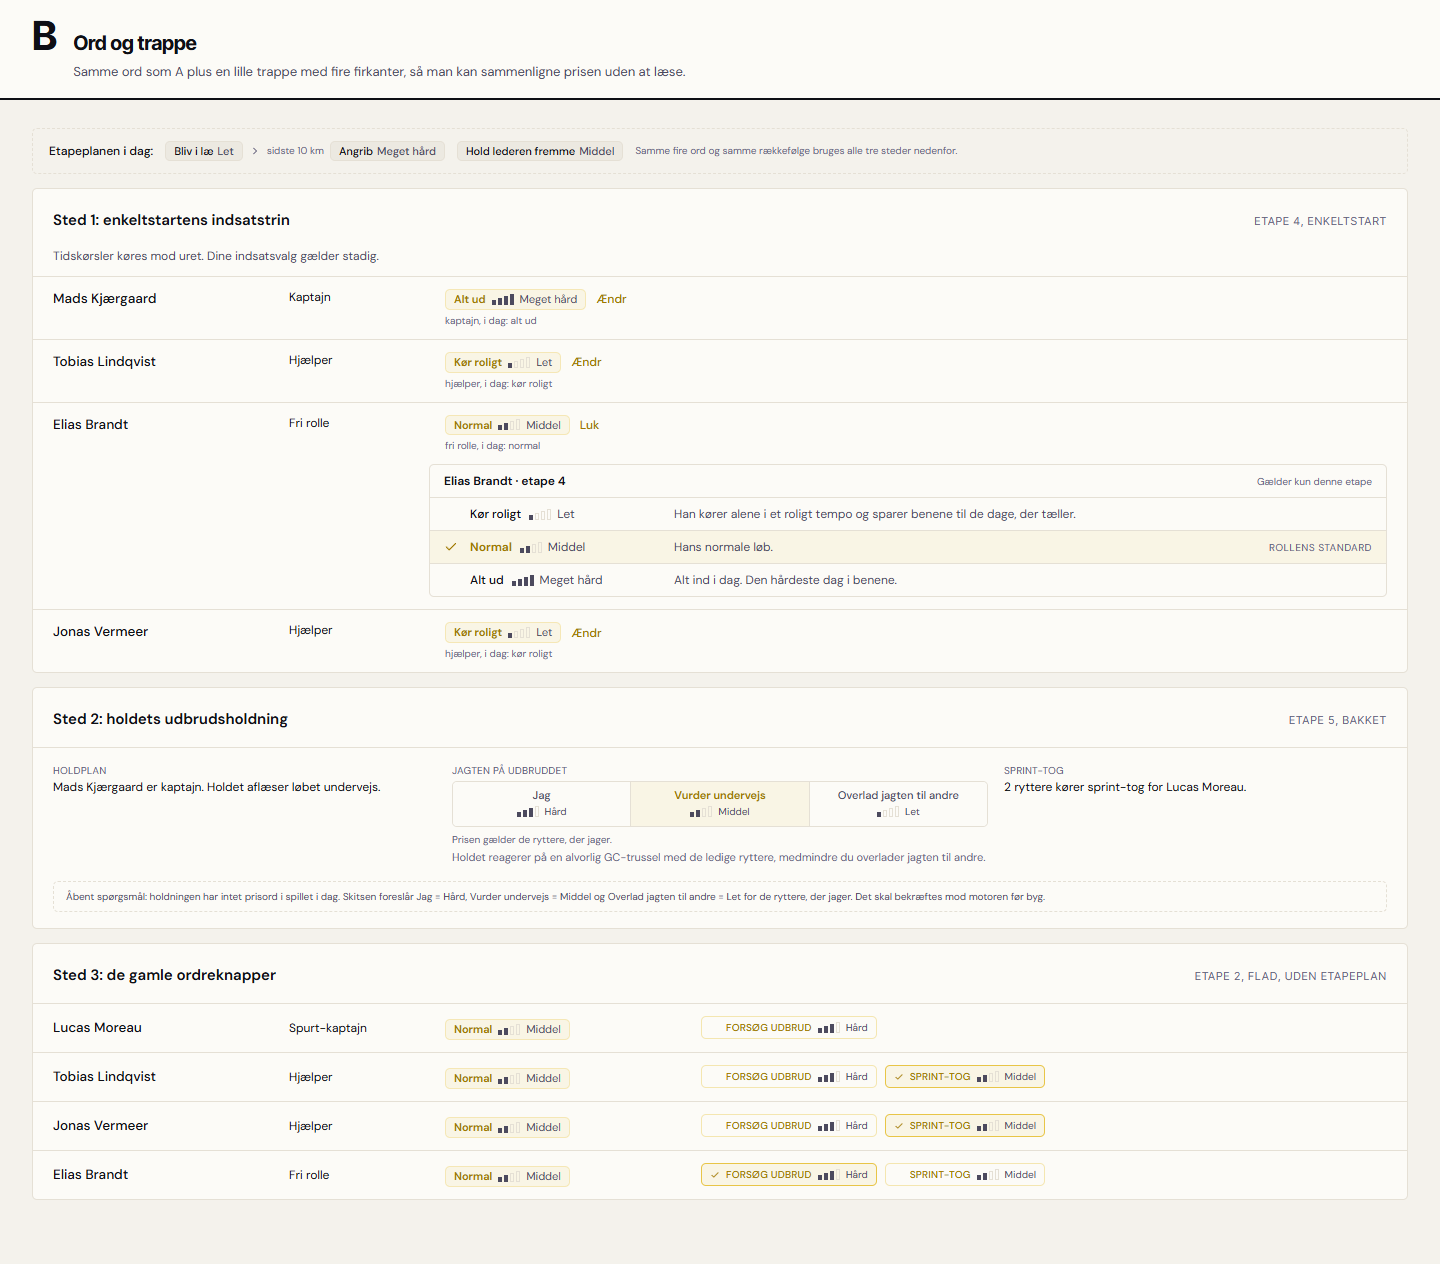 B
Ord og trappe
Samme ord som A plus en lille trappe med fire firkanter, så man kan sammenligne prisen uden at læse.
Etapeplanen i dag: Bliv i læ Let > sidste 10 km Angrib Meget hård Hold lederen fremme Middel Samme fire ord og samme rækkefølge bruges alle tre steder nedenfor.
Sted 1: enkeltstartens indsatstrin ETAPE 4, ENKELTSTART
Tidskørsler køres mod uret. Dine indsatsvalg gælder stadig.
Mads Kjærgaard Kaptajn Alt ud Meget hård Ændr
kaptajn, i dag: alt ud
Tobias Lindqvist Hjælper Kør roligt Let Ændr
hjælper, i dag: kør roligt
Elias Brandt Fri rolle Normal Middel Luk
fri rolle, i dag: normal
Elias Brandt · etape 4 Gælder kun denne etape
Kør roligt Let Han kører alene i et roligt tempo og sparer benene til de dage, der tæller.
Normal Middel Hans normale løb. ROLLENS STANDARD
Alt ud Meget hård Alt ind i dag. Den hårdeste dag i benene.
Jonas Vermeer Hjælper Kør roligt Let Ændr
hjælper, i dag: kør roligt
Sted 2: holdets udbrudsholdning ETAPE 5, BAKKET
HOLDPLAN
Mads Kjærgaard er kaptajn. Holdet aflæser løbet undervejs.
JAGTEN PÅ UDBRUDDET
Jag Vurder undervejs Overlad jagten til andre
Hård Middel Let
Prisen gælder de ryttere, der jager.
Holdet reagerer på en alvorlig GC-trussel med de ledige ryttere, medmindre du overlader jagten til andre.
SPRINT-TOG
2 ryttere kører sprint-tog for Lucas Moreau.
Åbent spørgsmål: holdningen har intet prisord i spillet i dag. Skitsen foreslår Jag = Hård, Vurder undervejs = Middel og Overlad jagten til andre = Let for de ryttere, der jager. Det skal bekræftes med motoren før byg.
Sted 3: de gamle ordreknapper ETAPE 2, FLAD, UDEN ETAPEPLAN
Lucas Moreau Spurt-kaptajn Normal Middel FORSØG UDBRUD Hård
Tobias Lindqvist Hjælper Normal Middel FORSØG UDBRUD Hård SPRINT-TOG Middel
Jonas Vermeer Hjælper Normal Middel FORSØG UDBRUD Hård SPRINT-TOG Middel
Elias Brandt Fri rolle Normal Middel FORSØG UDBRUD Hård SPRINT-TOG Middel